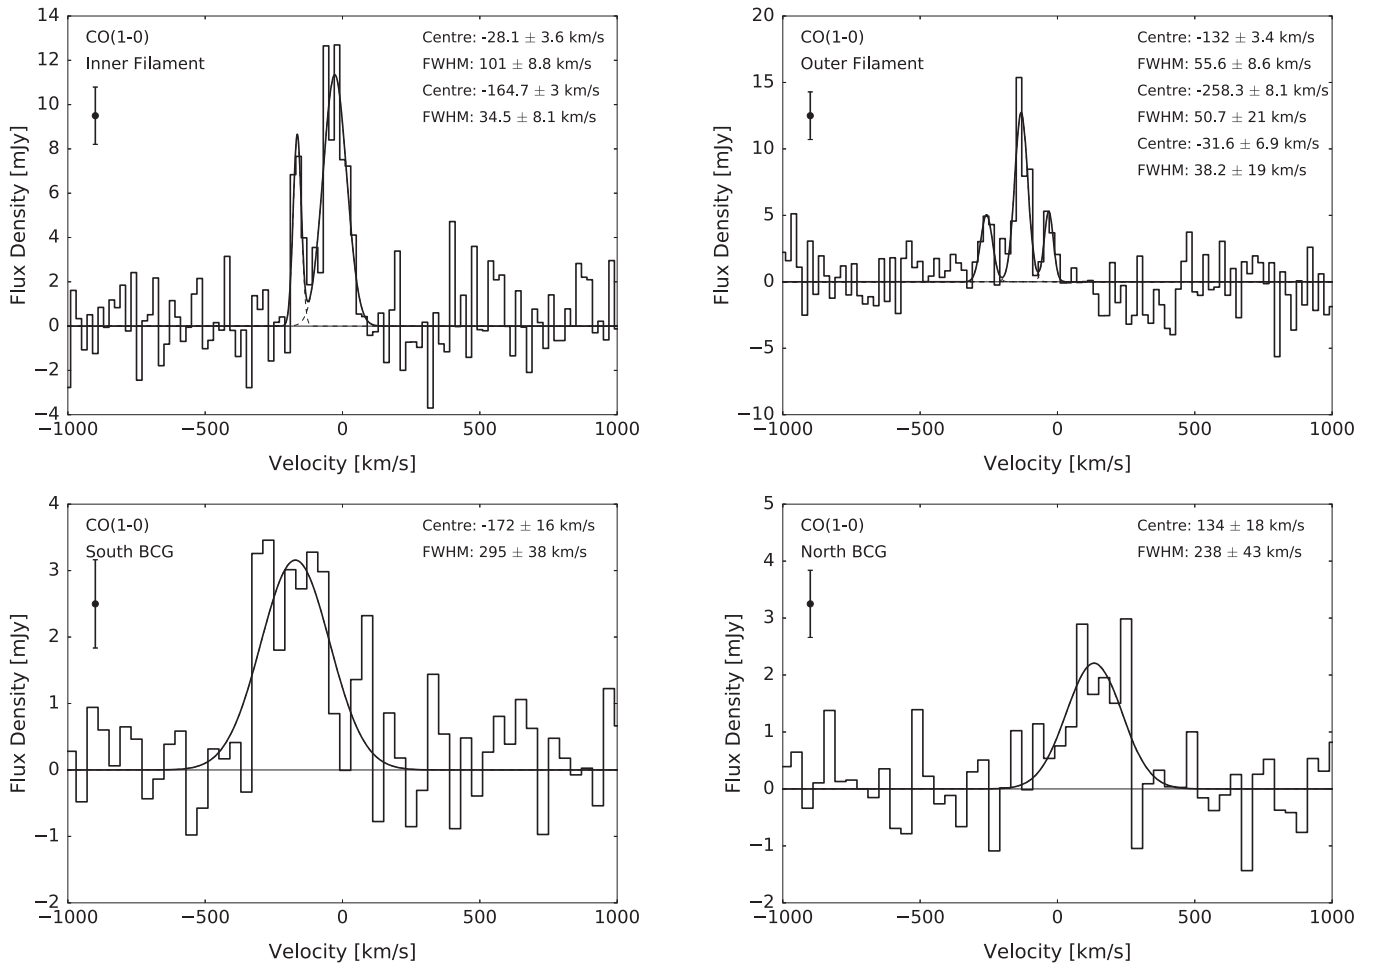 14
12
10
8
6
4
2
0
−2
−4
Flux Density [mJy]
CO(1-0)
Inner Filament
Centre: -28.1 ± 3.6 km/s
FWHM: 101 ± 8.8 km/s
Centre: -164.7 ± 3 km/s
FWHM: 34.5 ± 8.1 km/s
−1000 −500 0 500 1000
Velocity [km/s]
20
15
10
5
0
−5
−10
Flux Density [mJy]
CO(1-0)
Outer Filament
Centre: -132 ± 3.4 km/s
FWHM: 55.6 ± 8.6 km/s
Centre: -258.3 ± 8.1 km/s
FWHM: 50.7 ± 21 km/s
Centre: -31.6 ± 6.9 km/s
FWHM: 38.2 ± 19 km/s
−1000 −500 0 500 1000
Velocity [km/s]
4
3
2
1
0
−1
−2
Flux Density [mJy]
CO(1-0)
South BCG
Centre: -172 ± 16 km/s
FWHM: 295 ± 38 km/s
−1000 −500 0 500 1000
Velocity [km/s]
5
4
3
2
1
0
−1
−2
Flux Density [mJy]
CO(1-0)
North BCG
Centre: 134 ± 18 km/s
FWHM: 238 ± 43 km/s
−1000 −500 0 500 1000
Velocity [km/s]